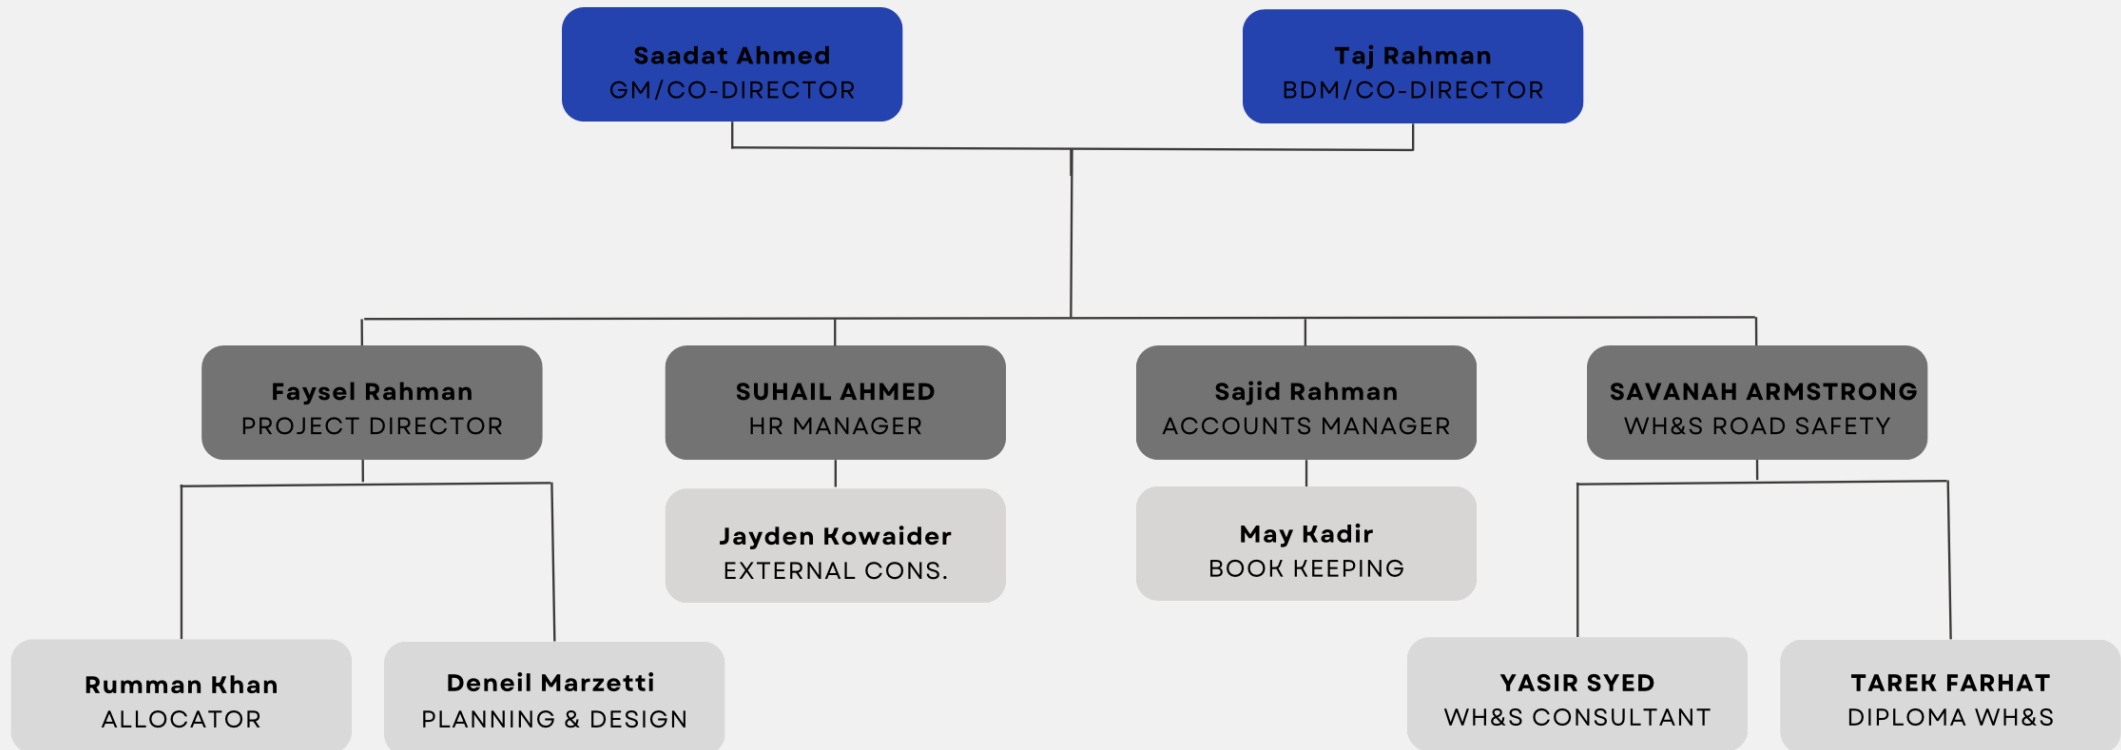 Saadat Ahmed
GM/CO-DIRECTOR
Taj Rahman
BDM/CO-DIRECTOR
Faysel Rahman
PROJECT DIRECTOR
SUHAIL AHMED
HR MANAGER
Sajid Rahman
ACCOUNTS MANAGER
SAVANAH ARMSTRONG
WH&S ROAD SAFETY
Jayden Kowaider
EXTERNAL CONS.
May Kadir
BOOK KEEPING
Rumman Khan
ALLOCATOR
Deneil Marzetti
PLANNING & DESIGN
YASIR SYED
WH&S CONSULTANT
TAREK FARHAT
DIPLOMA WH&S